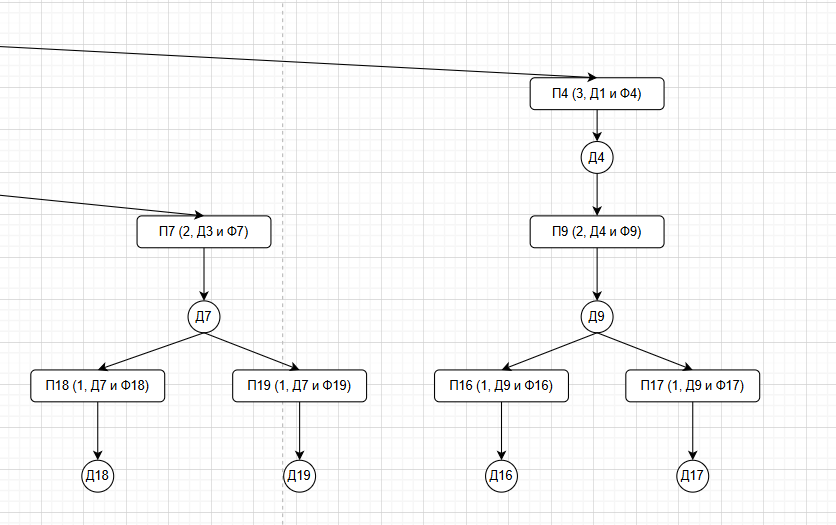 П4 (3, Д1 и Ф4)
Д4
П7 (2, Д3 и Ф7)
П9 (2, Д4 и Ф9)
Д7
Д9
П18 (1, Д7 и Ф18)
П19 (1, Д7 и Ф19)
П16 (1, Д9 и Ф16)
П17 (1, Д9 и Ф17)
Д18
Д19
Д16
Д17